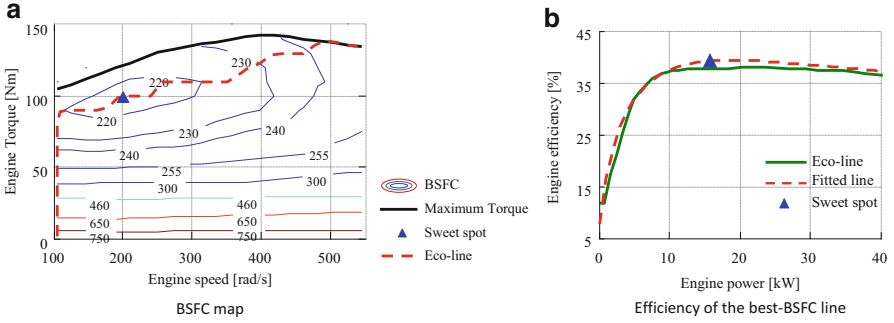 a
Engine Torque [Nm]
150
100
50
0
230
220
220
230
240
240
255
255
300
300
460
460
650
650
750
750
100
200
300
400
500
Engine speed [rad/s]
BSFC map
BSFC
Maximum Torque
Sweet spot
Eco-line
b
Engine efficiency [%]
45
35
25
15
5
Eco-line
Fitted line
Sweet spot
0
10
20
30
40
Engine power [kW]
Efficiency of the best-BSFC line